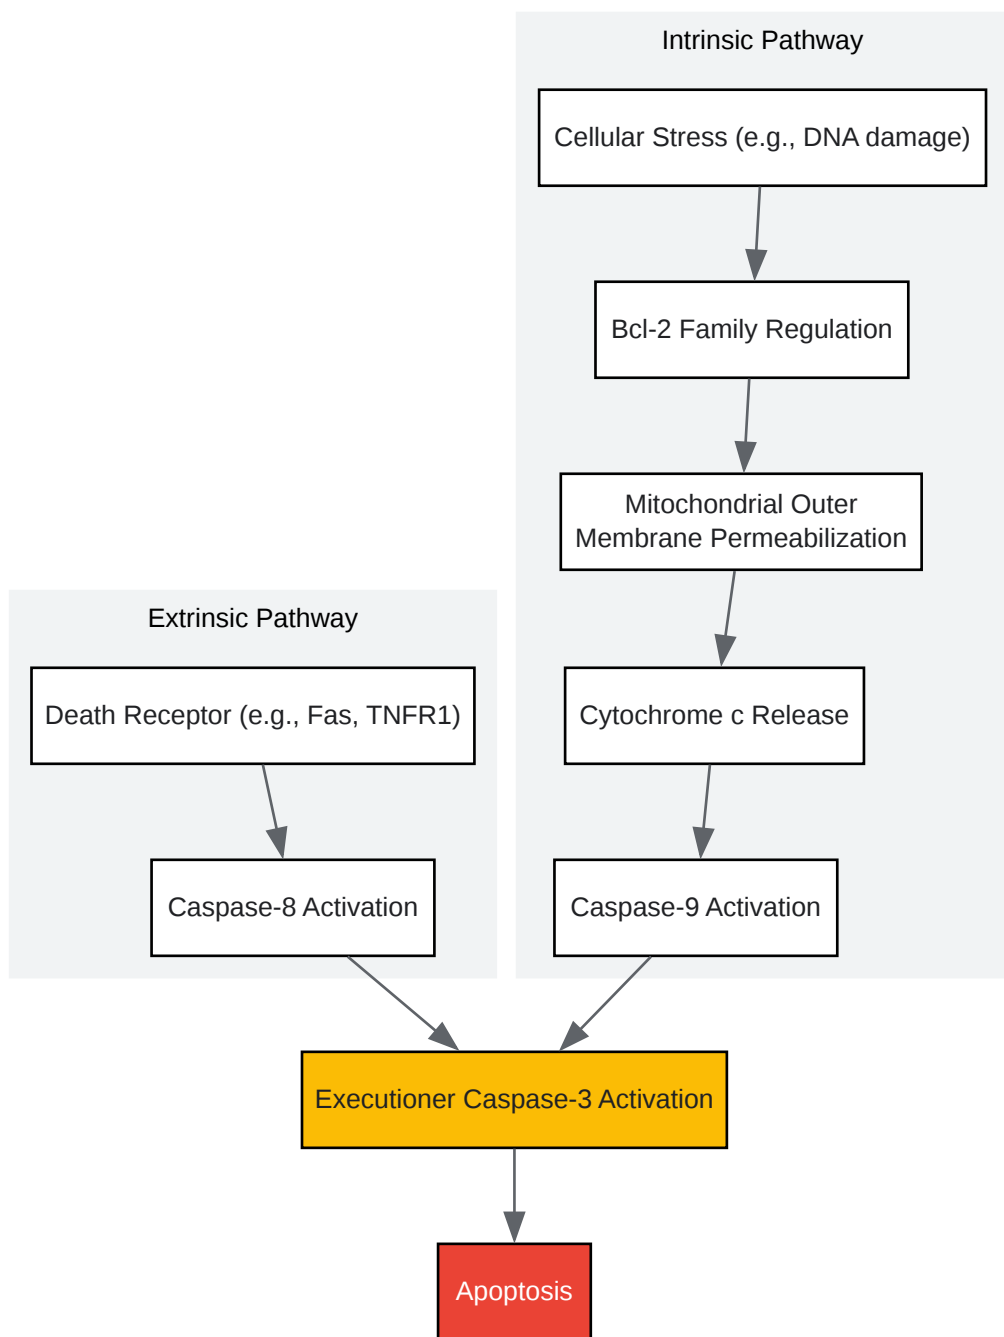 Intrinsic Pathway
Cellular Stress (e.g., DNA damage)
Bcl-2 Family Regulation
Mitochondrial Outer
Membrane Permeabilization
Cytochrome c Release
Caspase-9 Activation
Extrinsic Pathway
Death Receptor (e.g., Fas, TNFR1)
Caspase-8 Activation
Executioner Caspase-3 Activation
Apoptosis